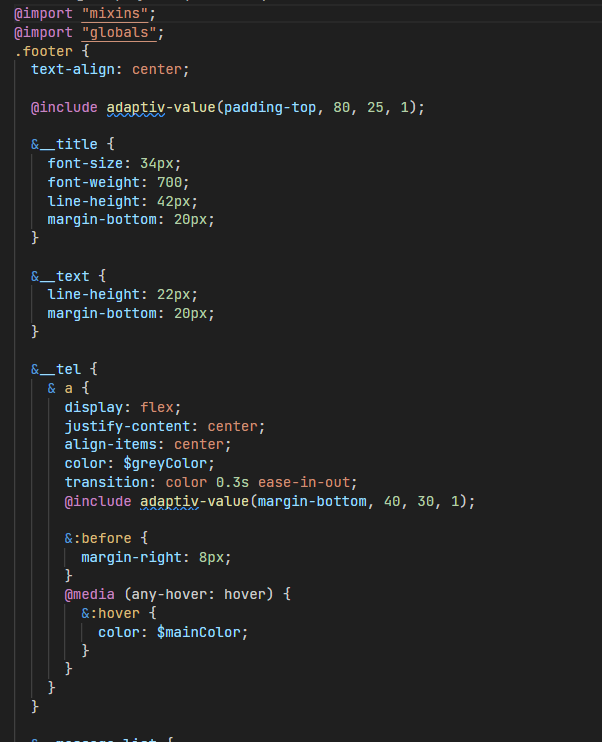 @import "mixins";
@import "globals";
.footer {
  text-align: center;

  @include adaptiv-value(padding-top, 80, 25, 1);

  &__title {
    font-size: 34px;
    font-weight: 700;
    line-height: 42px;
    margin-bottom: 20px;
  }

  &__text {
    line-height: 22px;
    margin-bottom: 20px;
  }

  &__tel {
    & a {
      display: flex;
      justify-content: center;
      align-items: center;
      color: $greyColor;
      transition: color 0.3s ease-in-out;
      @include adaptiv-value(margin-bottom, 40, 30, 1);

      &:before {
        margin-right: 8px;
      }
      @media (any-hover: hover) {
        &:hover {
          color: $mainColor;
        }
      }
    }
  }